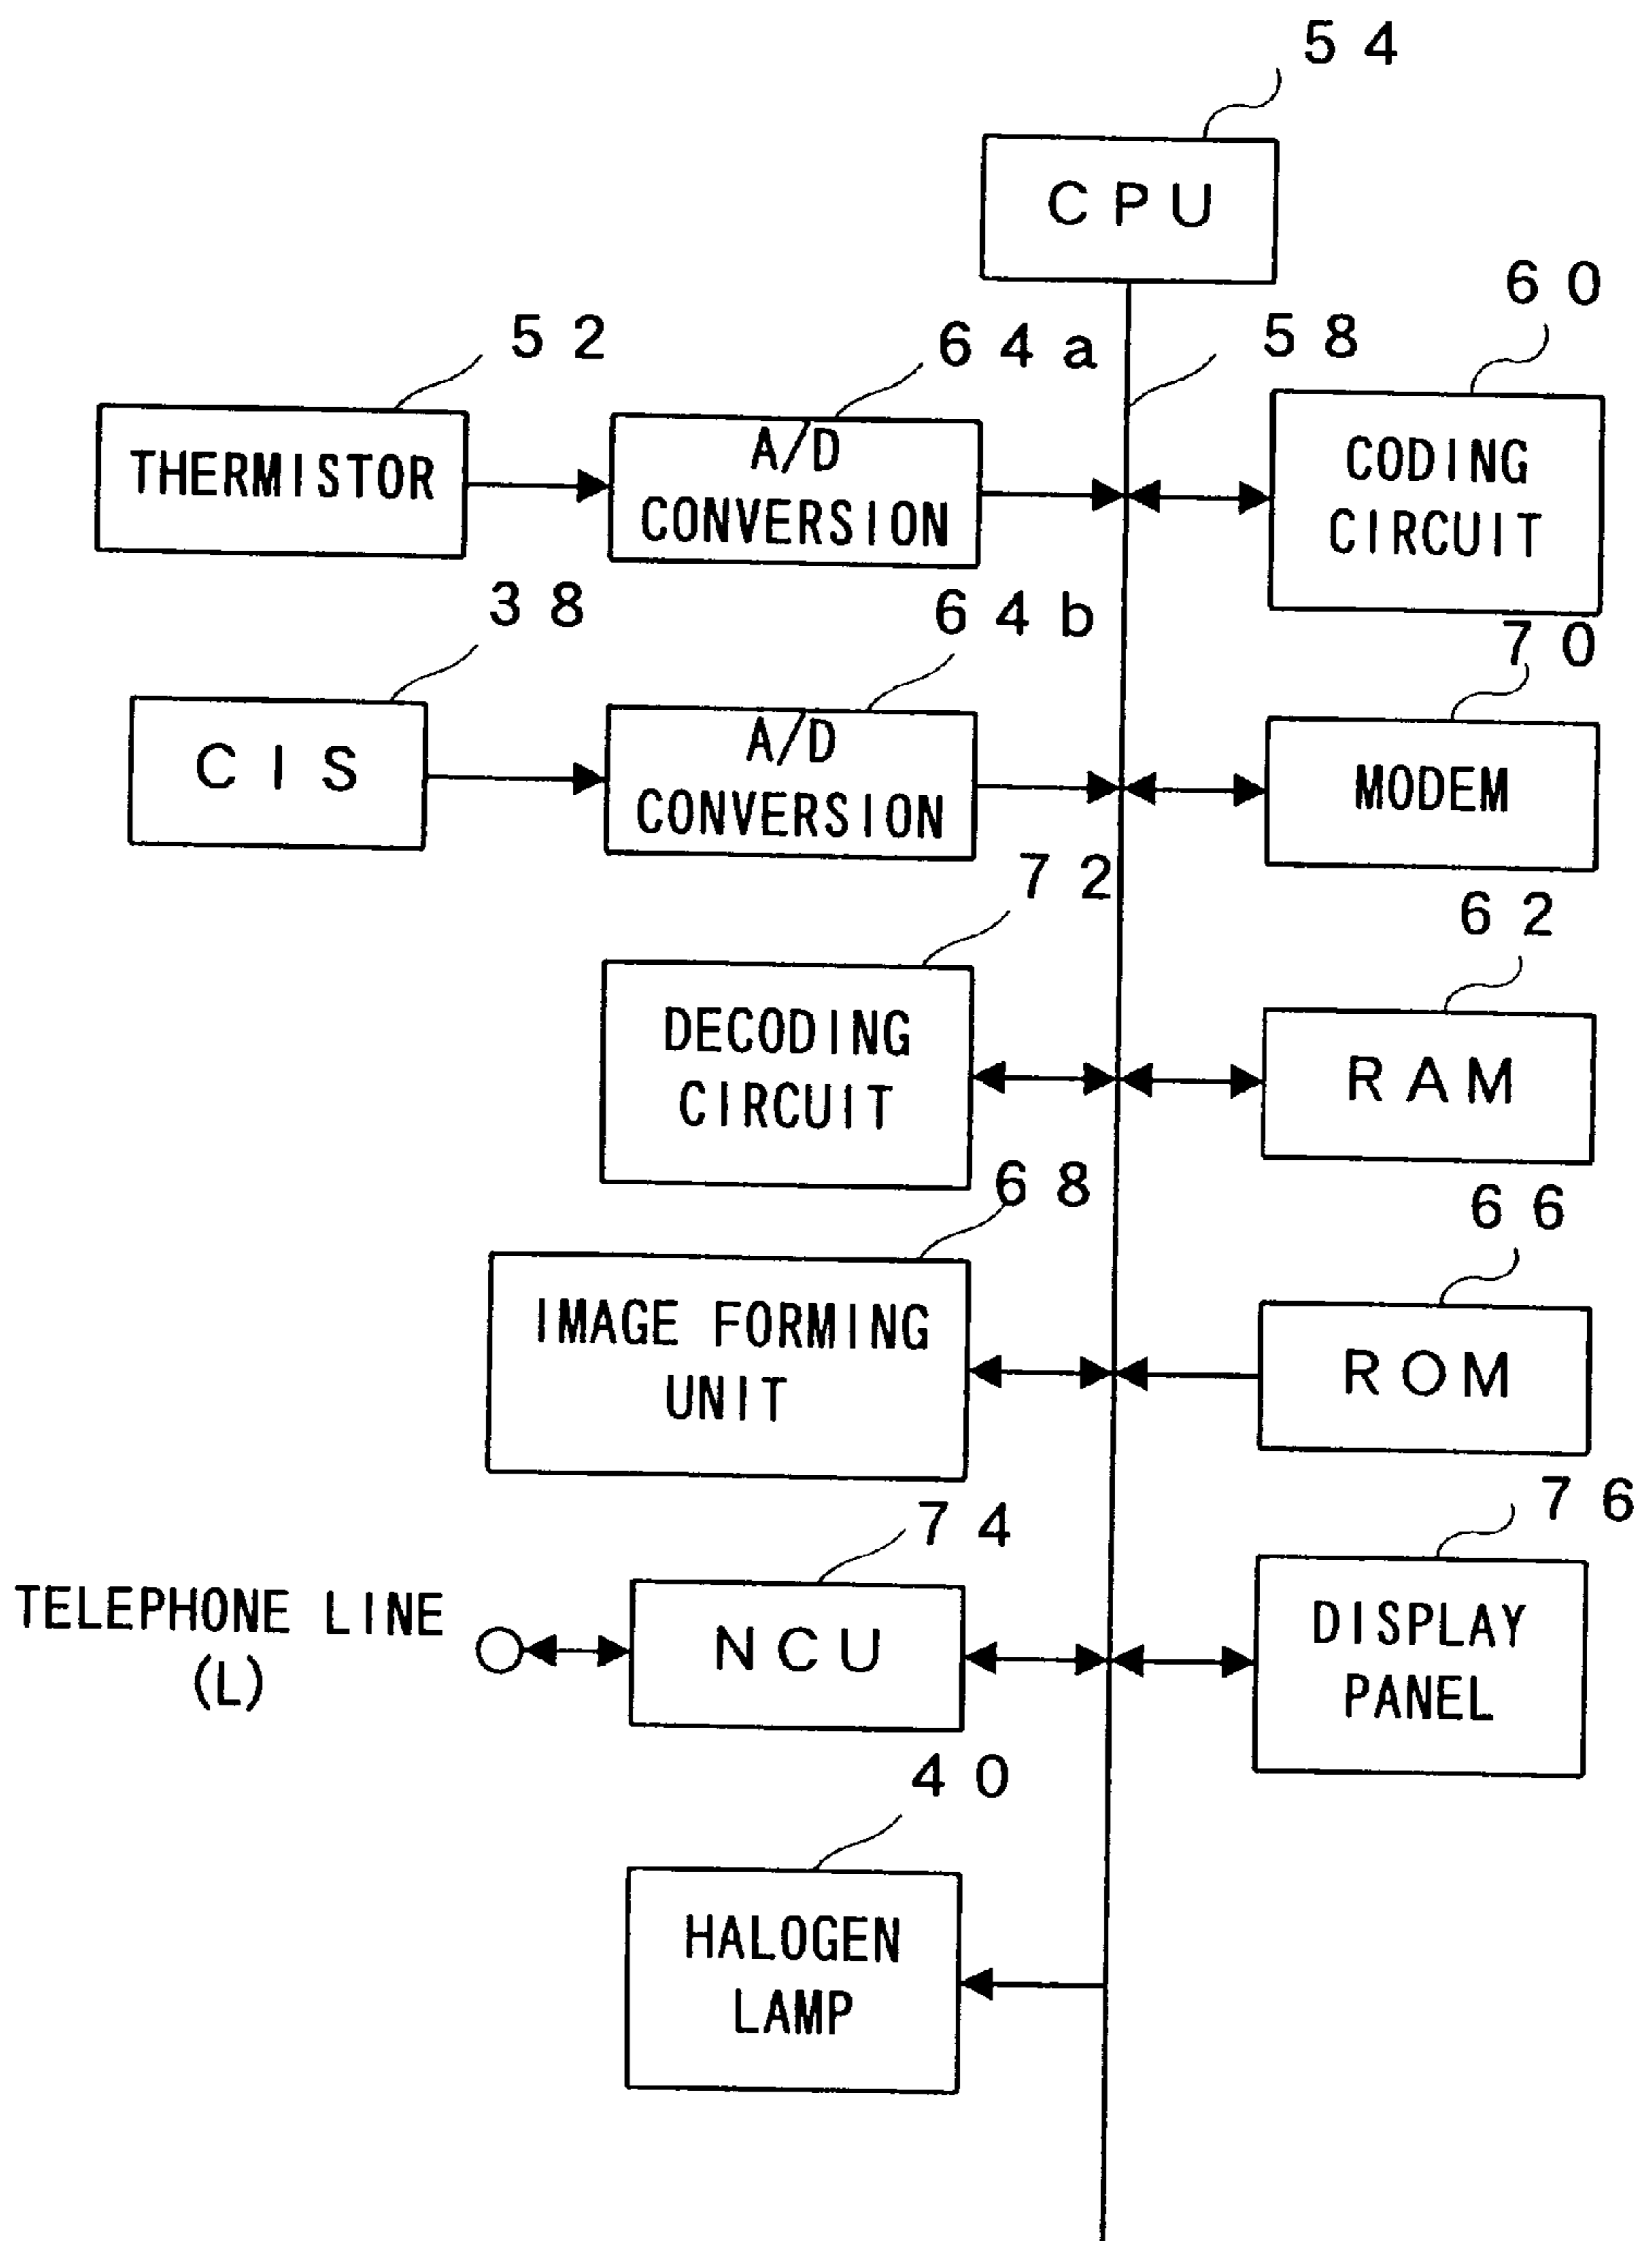 54
CPU
60
52
64a
58
THERMISTOR
A/D
CONVERSION
CODING
CIRCUIT
38
64b
70
CIS
A/D
CONVERSION
MODEM
72
62
DECODING
CIRCUIT
RAM
68
66
IMAGE FORMING
UNIT
ROM
74
76
TELEPHONE LINE
(L)
NCU
DISPLAY
PANEL
40
HALOGEN
LAMP